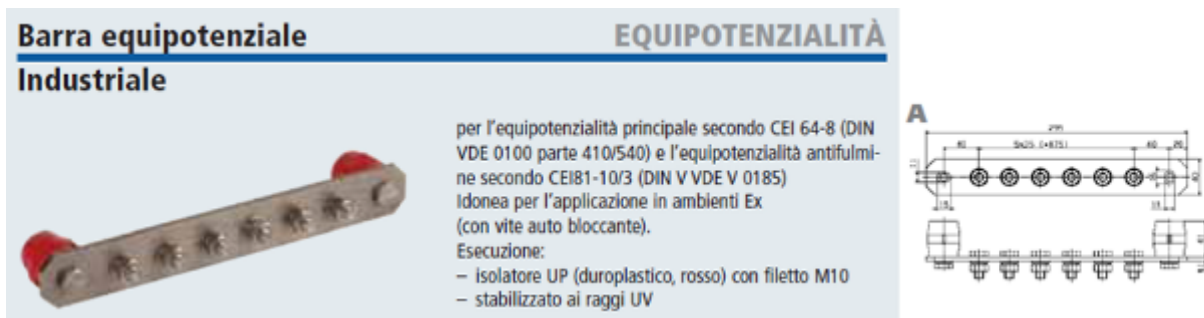 Barra equipotenziale
EQUIPOTENZIALITÀ
Industriale
per l'equipotenzialità principale secondo CEI 64-8 (DIN
VDE 0100 parte 410/540) e l'equipotenzialità antifulmi-
ne secondo CEI81-10/3 (DIN V VDE V 0185)
Idonea per l'applicazione in ambienti Ex
(con vite auto bloccante).
Esecuzione:
– isolatore UP (duroplastico, rosso) con filetto M10
– stabilizzato ai raggi UV
A
40